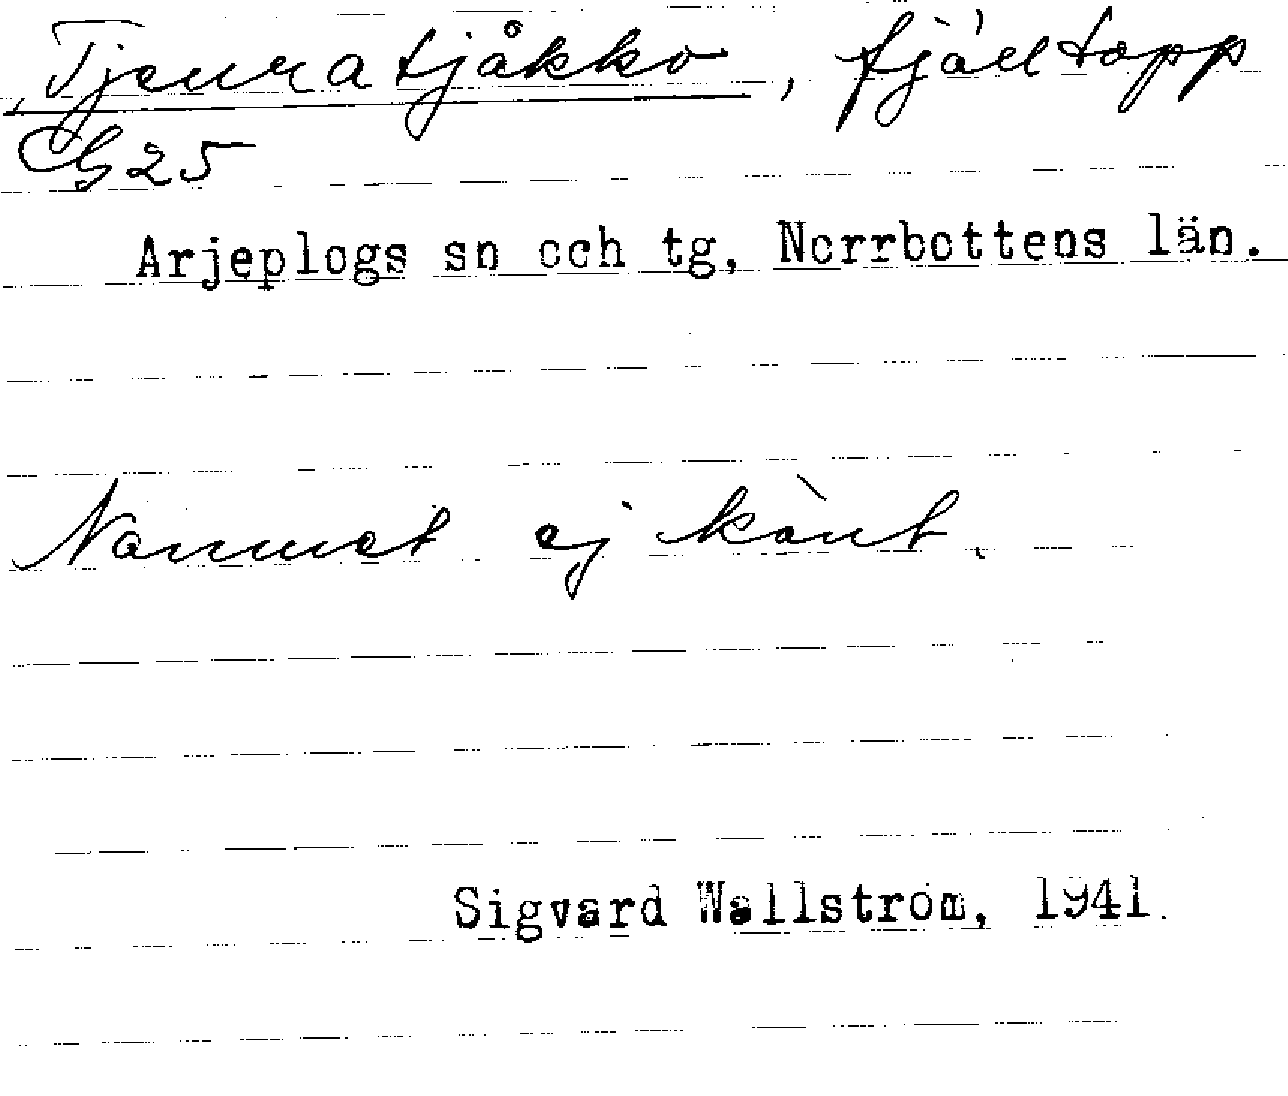 Tjeuratjåkko, fjälltopp
G25
Arjeplogs sn och tg, Norrbottens län.
Namnet ej känt.
Sigvard Wallström, 1941.